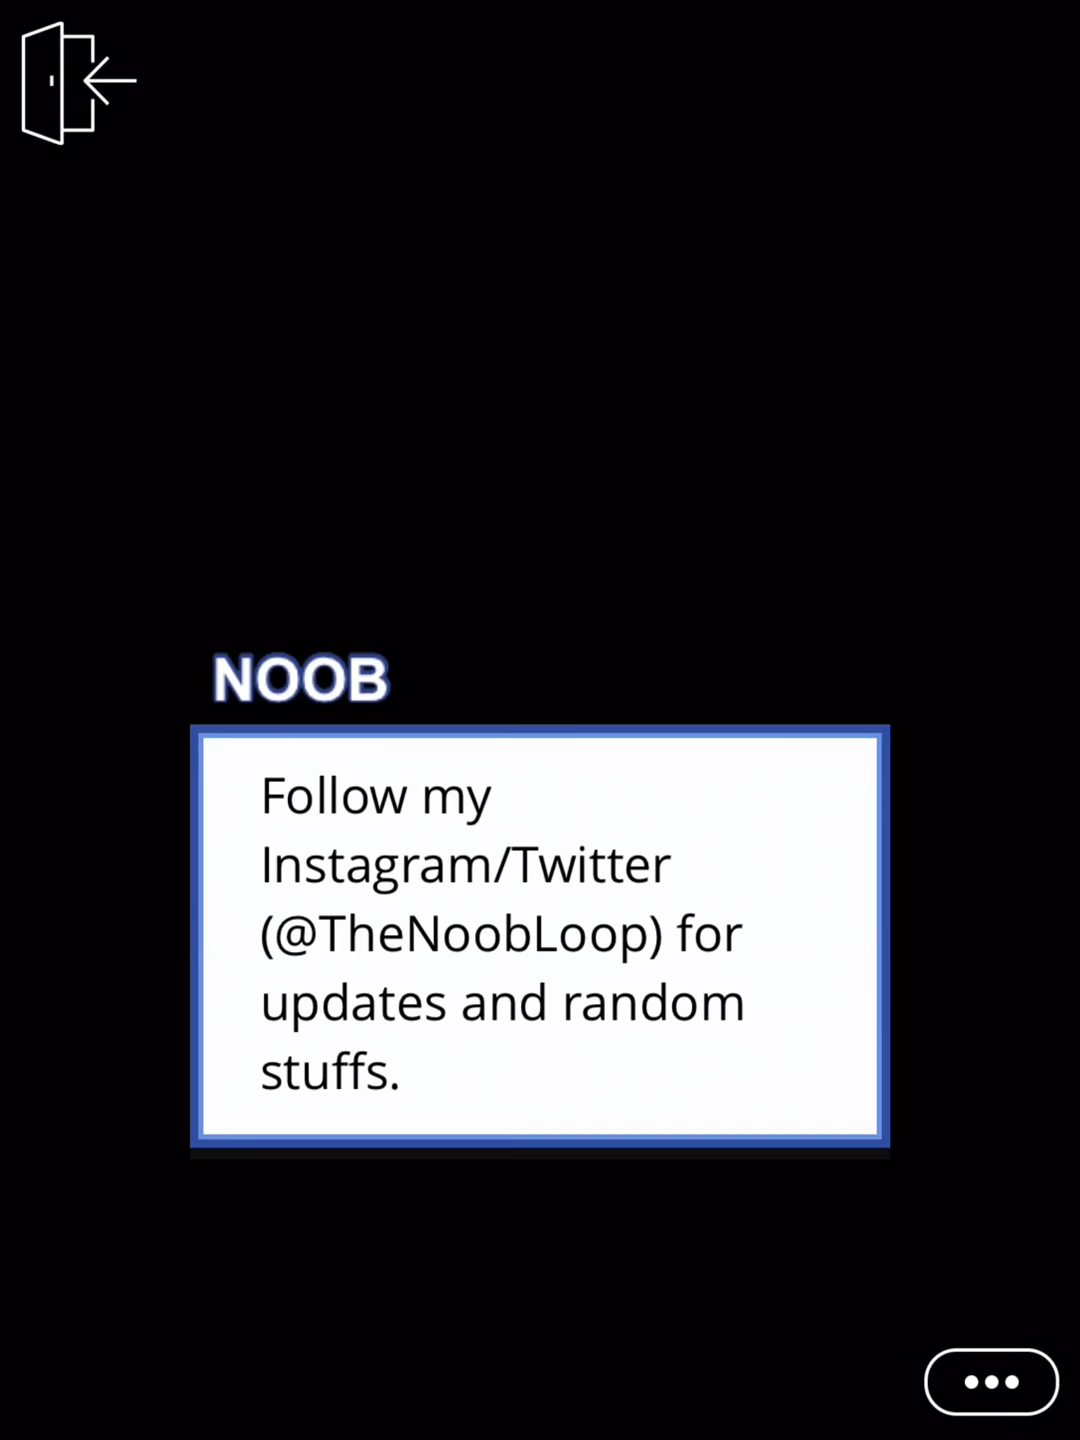 NOOB
Follow my
Instagram/Twitter
(@TheNoobLoop) for
updates and random
stuffs.